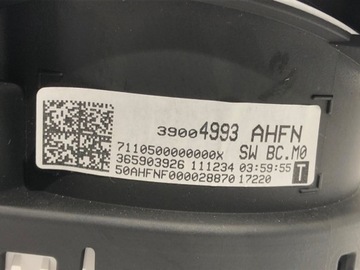 39004993 AHFN
7110500000000X SW BC.M0
365903926 111234 03:59:55 T
50AHFNF000028870 17220